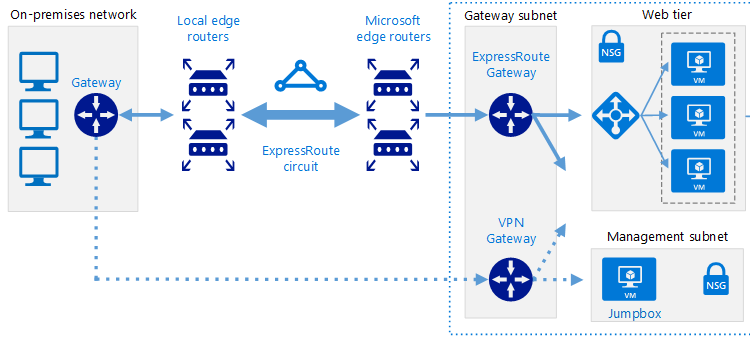 On-premises network
Local edge
routers
Microsoft
edge routers
Gateway subnet
Web tier
Gateway
ExpressRoute
Gateway
NSG
VM
VM
VM
ExpressRoute
circuit
VPN
Gateway
Management subnet
VM
NSG
Jumpbox